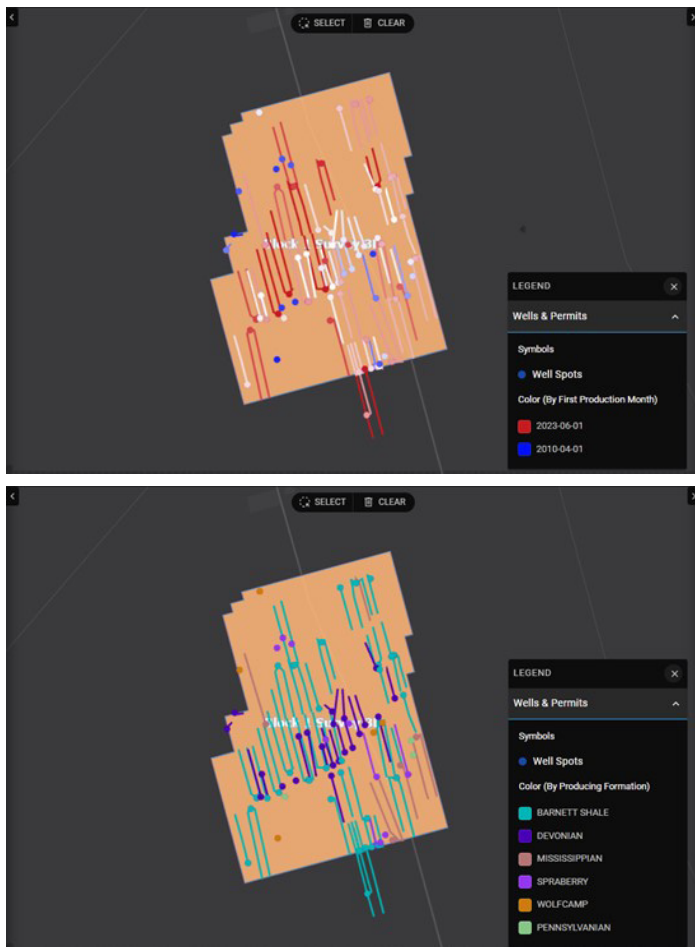 SELECT CLEAR
LEGEND
Wells & Permits
Symbols
Well Spots
Color (By First Production Month)
2023-06-01
2010-04-01
SELECT CLEAR
LEGEND
Wells & Permits
Symbols
Well Spots
Color (By Producing Formation)
BARNETT SHALE
DEVONIAN
MISSISSIPPIAN
SPRABERRY
WOLFCAMP
PENNSYLVANIAN